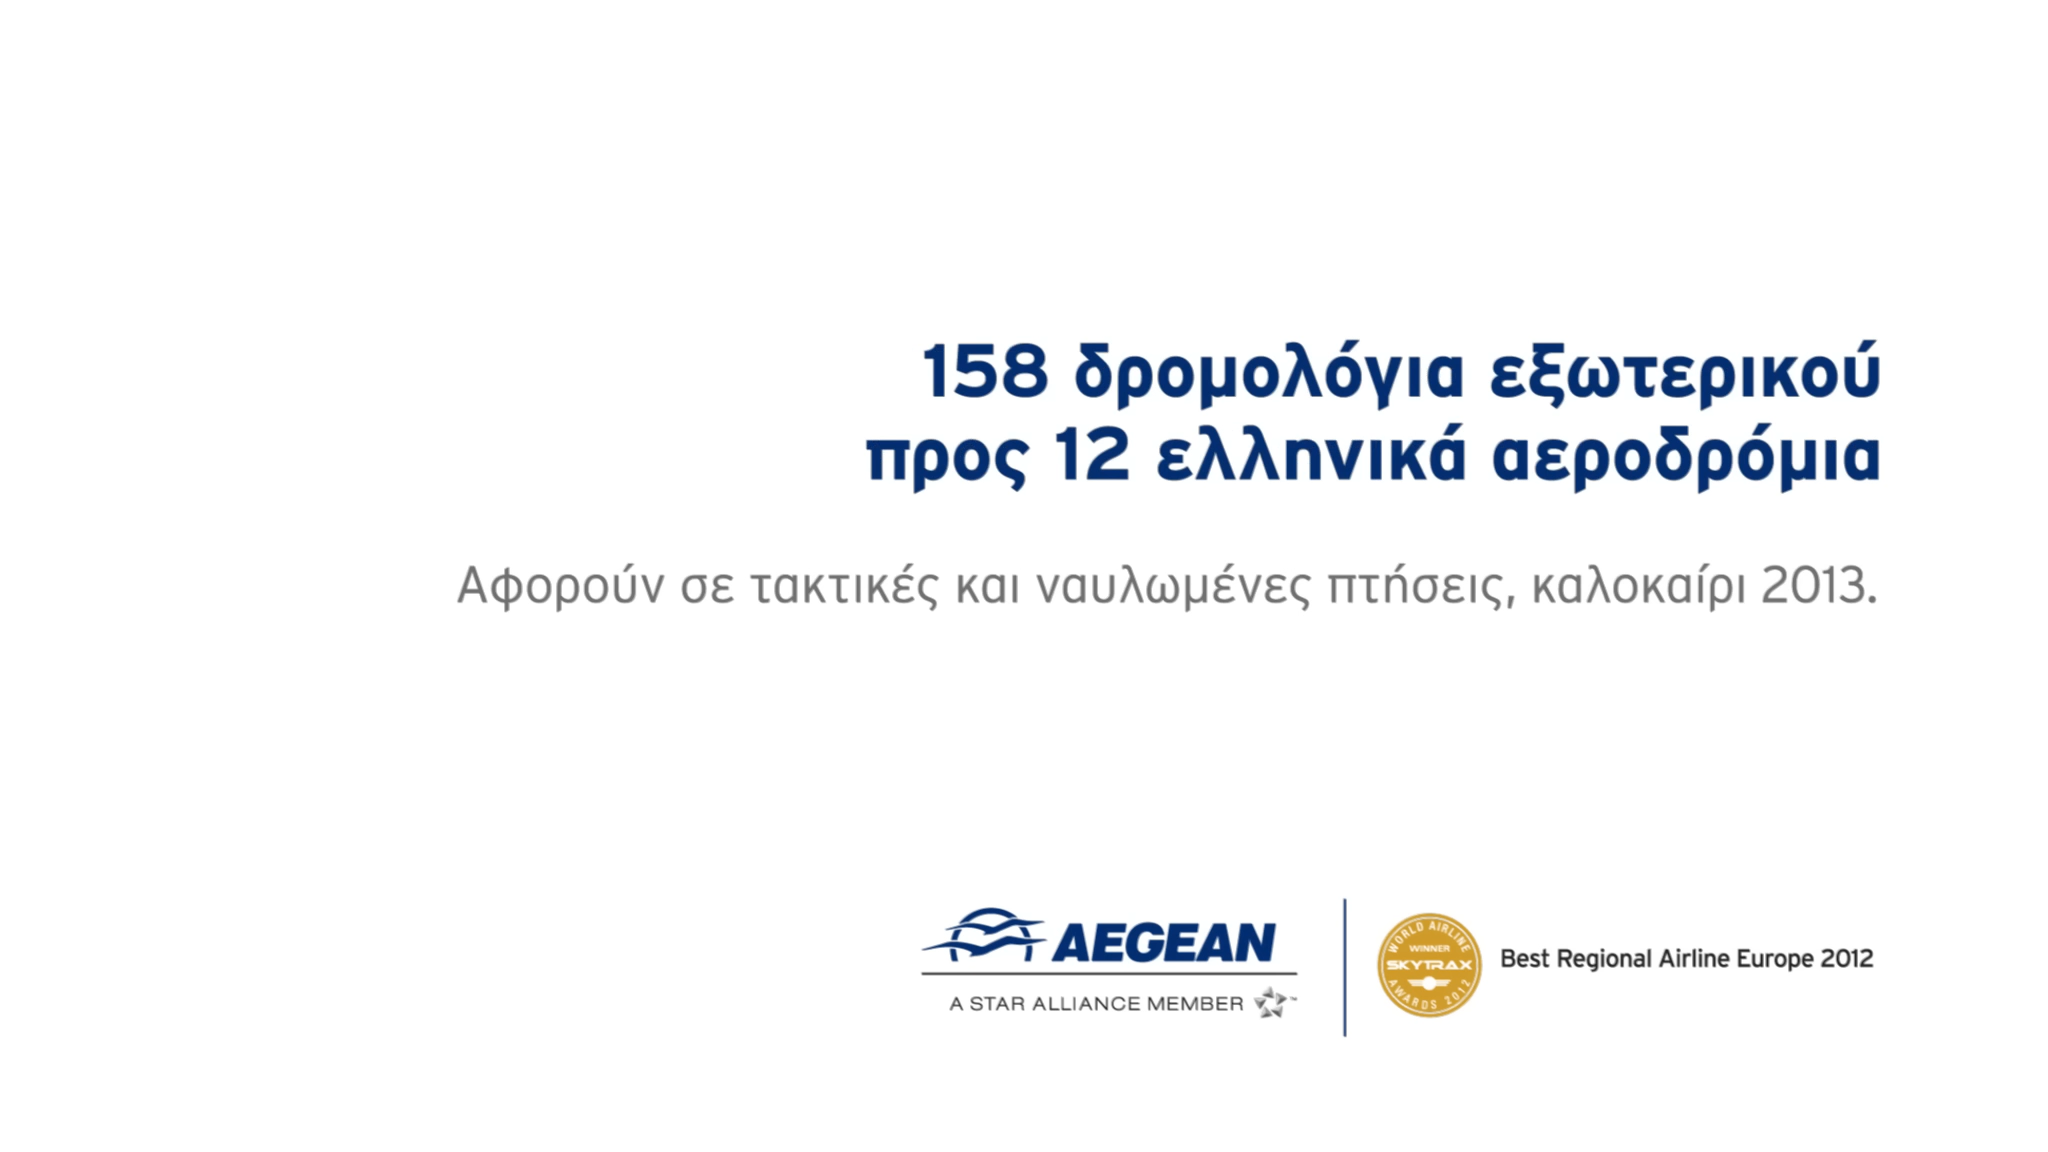 158 δρομολόγια εξωτερικού
προς 12 ελληνικά αεροδρόμια
Αφορούν σε τακτικές και ναυλωμένες πτήσεις, καλοκαίρι 2013.
AEGEAN
A STAR ALLIANCE MEMBER
WORLD AIRLINE
WINNER
SKYTRAX
AWARDS 2012
Best Regional Airline Europe 2012